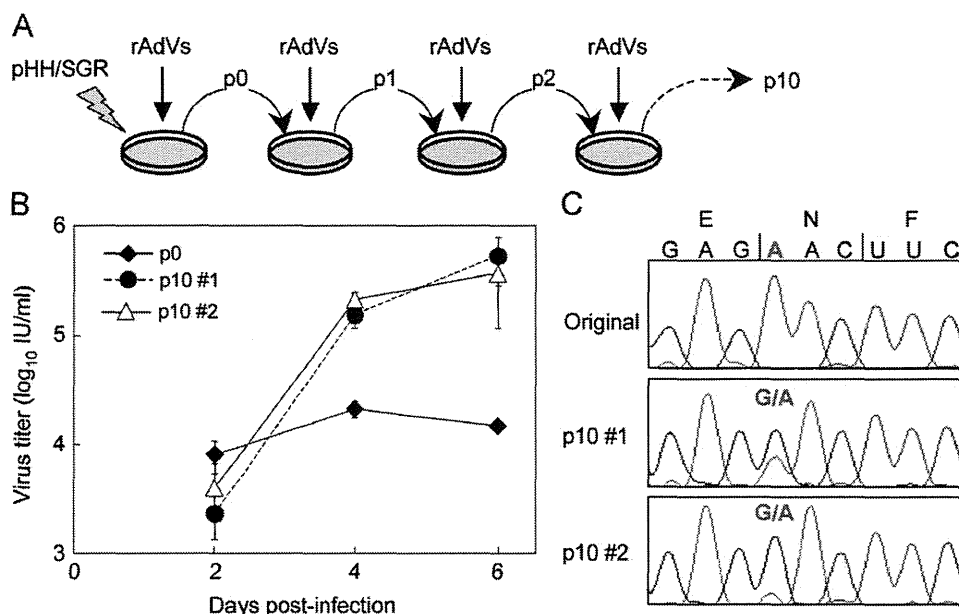 A
pHH/SGR
rAdVs
rAdVs
rAdVs
rAdVs
p0
p1
p2
p10
B
Virus titer (log10 IU/ml)
6
5
4
3
p0
p10 #1
p10 #2
0
2
4
6
Days post-infection
C
E N F
G A G A A C U U C
Original
G/A
p10 #1
G/A
p10 #2